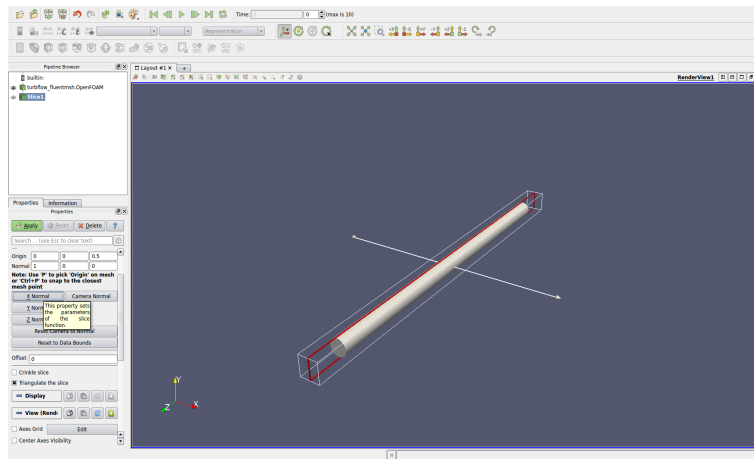 Time: 0 0 (max is 10)
Representation:
Pipeline Browser
Layout #1 × +
builtin:
3D
RenderView1
turbflow_fluentmsh.OpenFOAM
Slice1
Properties Information
Properties
Apply Reset Delete ?
Search ... (use Esc to clear text)
Origin 0 0 0.5
Normal 1 0 0
Note: Use 'P' to pick 'Origin' on mesh
or 'Ctrl+P' to snap to the closest
mesh point
X Normal Camera Normal
This property sets
Y Norm
the parameters
of the slice
Z Norm
function.
Reset Camera to Normal
Reset to Data Bounds
Offset 0
Crinkle slice
Triangulate the slice
Display
View (Rend
Axes Grid Edit
Center Axes Visibility
Y
Z X